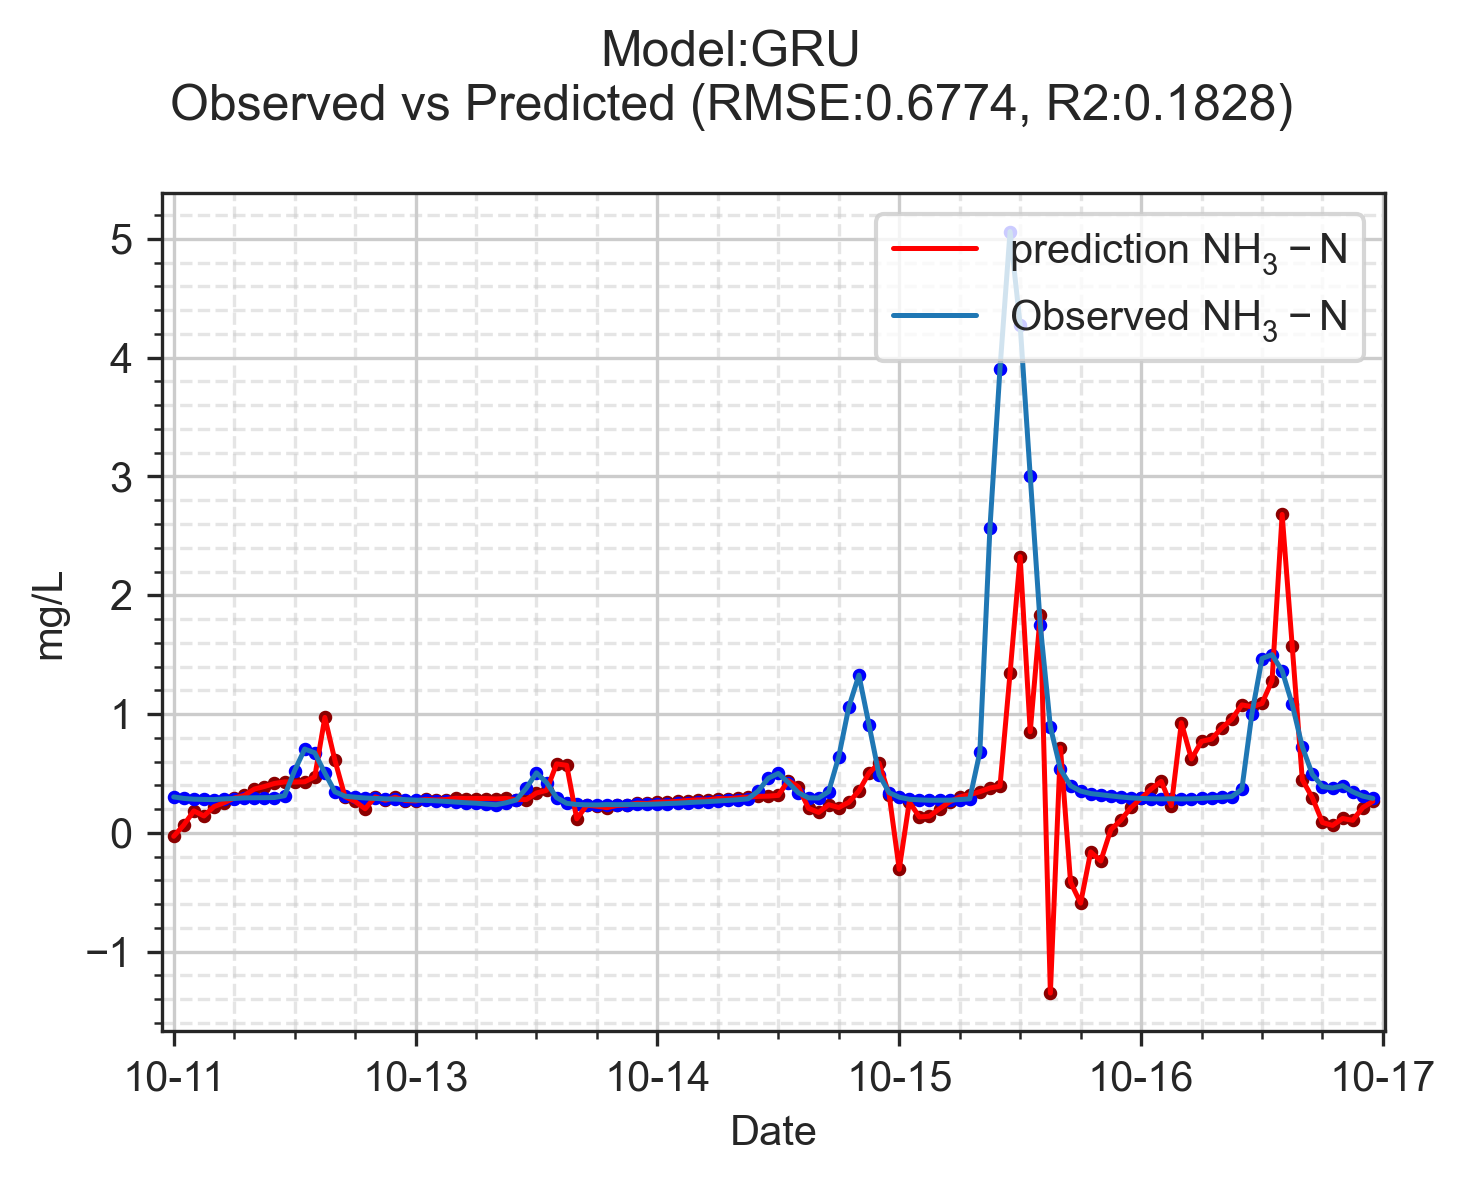 Model:GRU
Observed vs Predicted (RMSE:0.6774, R2:0.1828)
prediction NH₃ − N
Observed NH₃ − N
5
4
3
2
1
0
−1
mg/L
10-11 10-13 10-14 10-15 10-16 10-17
Date